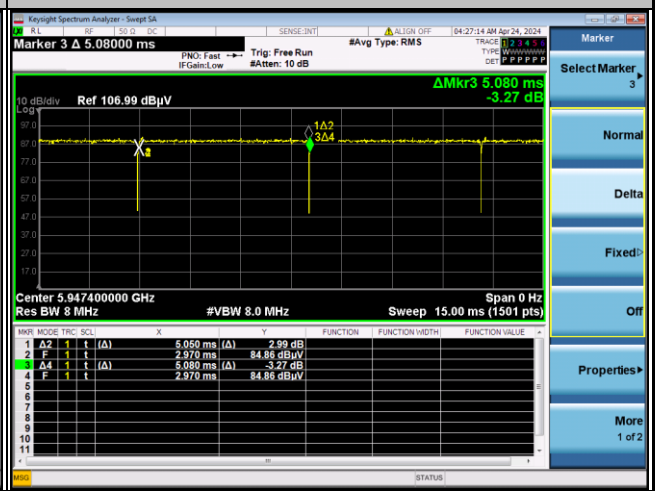 Keysight Spectrum Analyzer - Swept SA
RL RF 50 Ω DC SENSE:INT ALIGN OFF 04:27:14 AM Apr 24, 2024
Marker 3 Δ 5.08000 ms
PNO: Fast
IFGain:Low
Trig: Free Run
#Atten: 10 dB
#Avg Type: RMS
TRACE 1 2 3 4 5 6
TYPE WWWWWW
DET P P P P P P
ΔMkr3 5.080 ms
-3.27 dB
10 dB/div Ref 106.99 dBµV
Log
97.0
87.0
77.0
67.0
57.0
47.0
37.0
27.0
17.0
1Δ2
3Δ4
Center 5.947400000 GHz Span 0 Hz
Res BW 8 MHz #VBW 8.0 MHz Sweep 15.00 ms (1501 pts)
MKR MODE TRC SCL X Y FUNCTION FUNCTION WIDTH FUNCTION VALUE
1 Δ2 1 t (Δ) 5.050 ms (Δ) 2.99 dB
2 F 1 t 2.970 ms 84.86 dBµV
3 Δ4 1 t (Δ) 5.080 ms (Δ) -3.27 dB
4 F 1 t 2.970 ms 84.86 dBµV
5
6
7
8
9
10
11
MSG STATUS
Marker
Select Marker
3
Normal
Delta
Fixed
Off
Properties
More
1 of 2